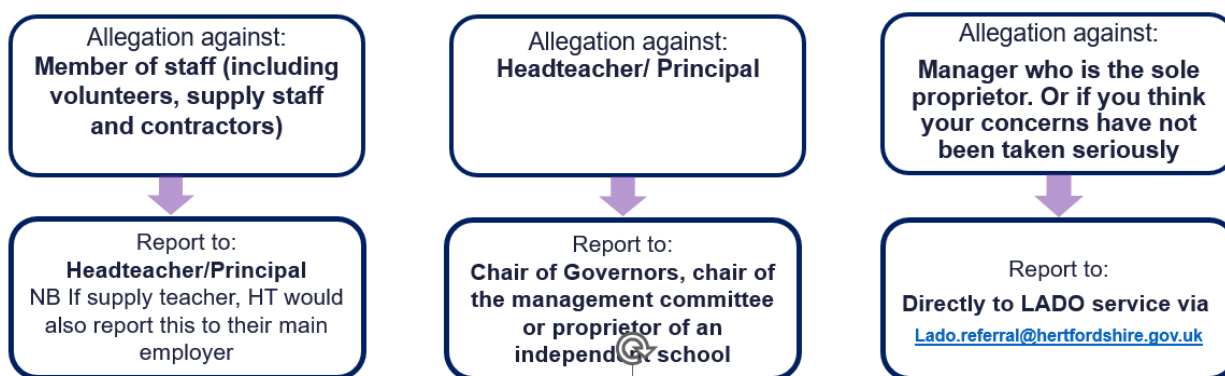 Allegation against:
Member of staff (including
volunteers, supply staff
and contractors)
Report to:
Headteacher/Principal
NB If supply teacher, HT would
also report this to their main
employer
Allegation against:
Headteacher/ Principal
Report to:
Chair of Governors, chair of
the management committee
or proprietor of an
independent school
Allegation against:
Manager who is the sole
proprietor. Or if you think
your concerns have not
been taken seriously
Report to:
Directly to LADO service via
Lado.referral@hertfordshire.gov.uk